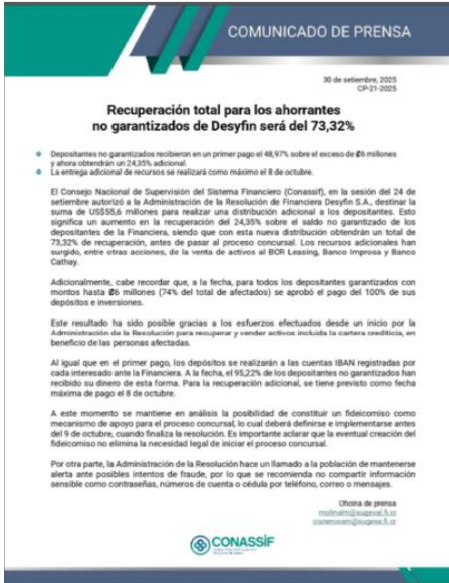 COMUNICADO DE PRENSA
30 de setiembre, 2025
CP-21-2025
Recuperación total para los ahorrantes
no garantizados de Desyfin será del 73,32%
Depositantes no garantizados recibieron en un primer pago el 48,97% sobre el exceso de ₡6 millones
y ahora obtendrán un 24,35% adicional.
La entrega adicional de recursos se realizará como máximo el 8 de octubre.
El Consejo Nacional de Supervisión del Sistema Financiero (Conassif), en la sesión del 24 de
setiembre autorizó a la Administración de la Resolución de Financiera Desyfin S.A., destinar la
suma de US$55,6 millones para realizar una distribución adicional a los depositantes. Esto
significa un aumento en la recuperación del 24,35% sobre el saldo no garantizado de los
depositantes de la Financiera, siendo que con esta nueva distribución obtendrán un total de
73,32% de recuperación, antes de pasar al proceso concursal. Los recursos adicionales han
surgido, entre otras acciones, de la venta de activos al BCR Leasing, Banco Improsa y Banco
Cathay.
Adicionalmente, cabe recordar que, a la fecha, para todos los depositantes garantizados con
montos hasta ₡6 millones (74% del total de afectados) se aprobó el pago del 100% de sus
depósitos e inversiones.
Este resultado ha sido posible gracias a los esfuerzos efectuados desde un inicio por la
Administración de la Resolución para recuperar y vender activos incluida la cartera crediticia, en
beneficio de las personas afectadas.
Al igual que en el primer pago, los depósitos se realizarán a las cuentas IBAN registradas por
cada interesado ante la Financiera. A la fecha, el 95,22% de los depositantes no garantizados han
recibido su dinero de esta forma. Para la recuperación adicional, se tiene previsto como fecha
máxima de pago el 8 de octubre.
A este momento se mantiene en análisis la posibilidad de constituir un fideicomiso como
mecanismo de apoyo para el proceso concursal, lo cual deberá definirse e implementarse antes
del 9 de octubre, cuando finaliza la resolución. Es importante aclarar que la eventual creación del
fideicomiso no elimina la necesidad legal de iniciar el proceso concursal.
Por otra parte, la Administración de la Resolución hace un llamado a la población de mantenerse
alerta ante posibles intentos de fraude, por lo que se recomienda no compartir información
sensible como contraseñas, números de cuenta o cédula por teléfono, correo o mensajes.
Oficina de prensa
molinalm@sugeval.fi.cr
CONASSIF